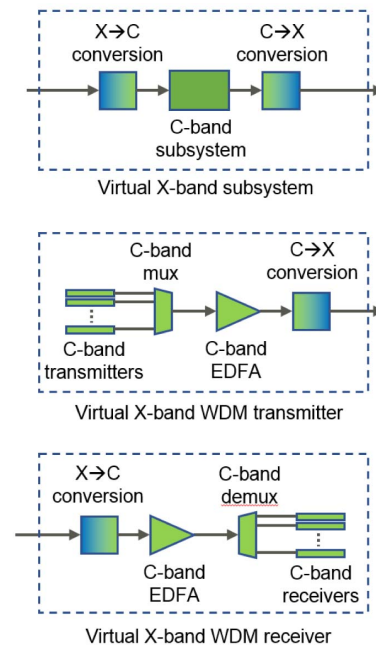 X→C
conversion
C→X
conversion
C-band
subsystem
Virtual X-band subsystem
C-band
mux
C→X
conversion
C-band
transmitters
C-band
EDFA
Virtual X-band WDM transmitter
X→C
conversion
C-band
demux
C-band
EDFA
C-band
receivers
Virtual X-band WDM receiver